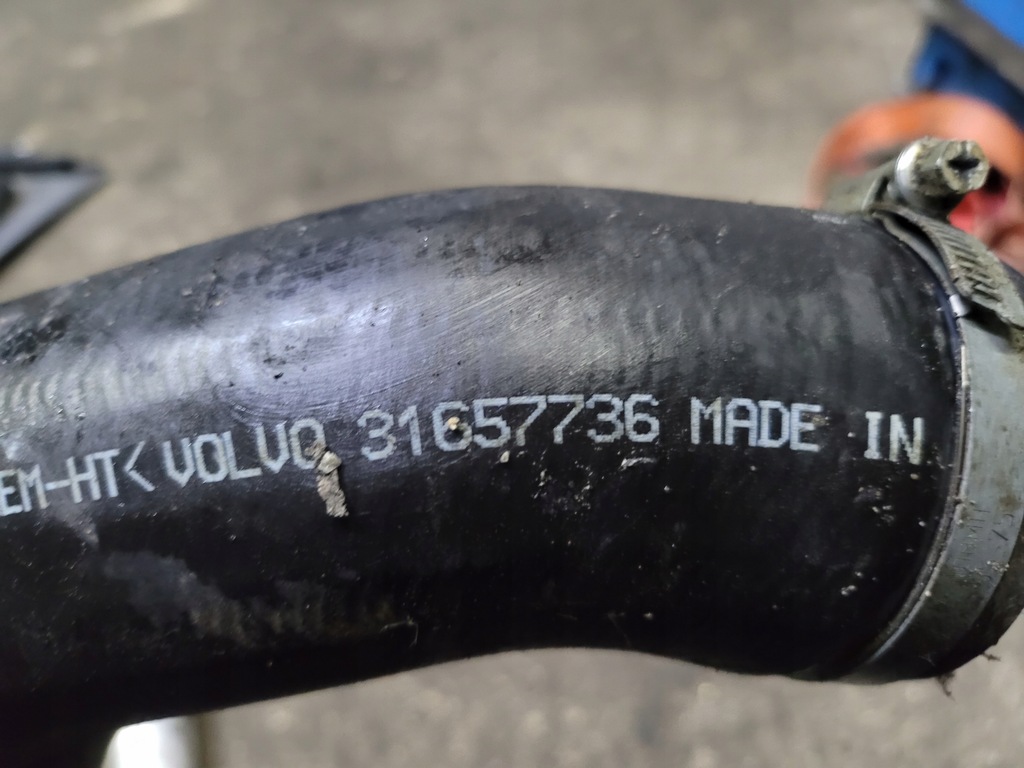 EM-HT< VOLVO 31657736 MADE IN